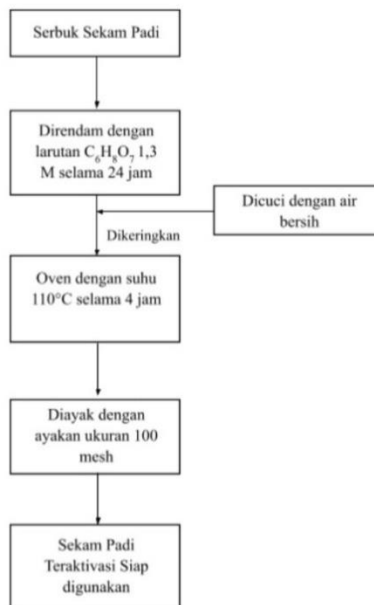 Serbuk Sekam Padi
Direndam dengan
larutan C₆H₈O₇ 1,3
M selama 24 jam
Dicuci dengan air
bersih
Dikeringkan
Oven dengan suhu
110°C selama 4 jam
Diayak dengan
ayakan ukuran 100
mesh
Sekam Padi
Teraktivasi Siap
digunakan